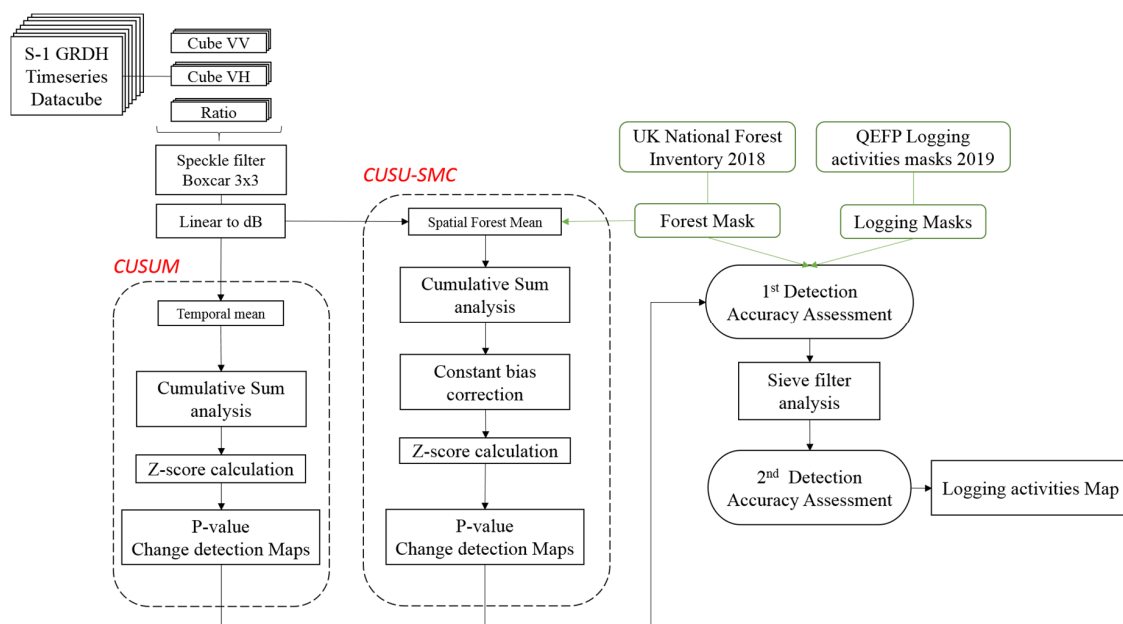 S-1 GRDH
Timeseries
Datacube
Cube VV
Cube VH
Ratio
Speckle filter
Boxcar 3x3
Linear to dB
CUSUM
Temporal mean
Cumulative Sum
analysis
Z-score calculation
P-value
Change detection Maps
CUSU-SMC
Spatial Forest Mean
Cumulative Sum
analysis
Constant bias
correction
Z-score calculation
P-value
Change detection Maps
UK National Forest
Inventory 2018
QEFP Logging
activities masks 2019
Forest Mask
Logging Masks
1st Detection
Accuracy Assessment
Sieve filter
analysis
2nd Detection
Accuracy Assessment
Logging activities Map